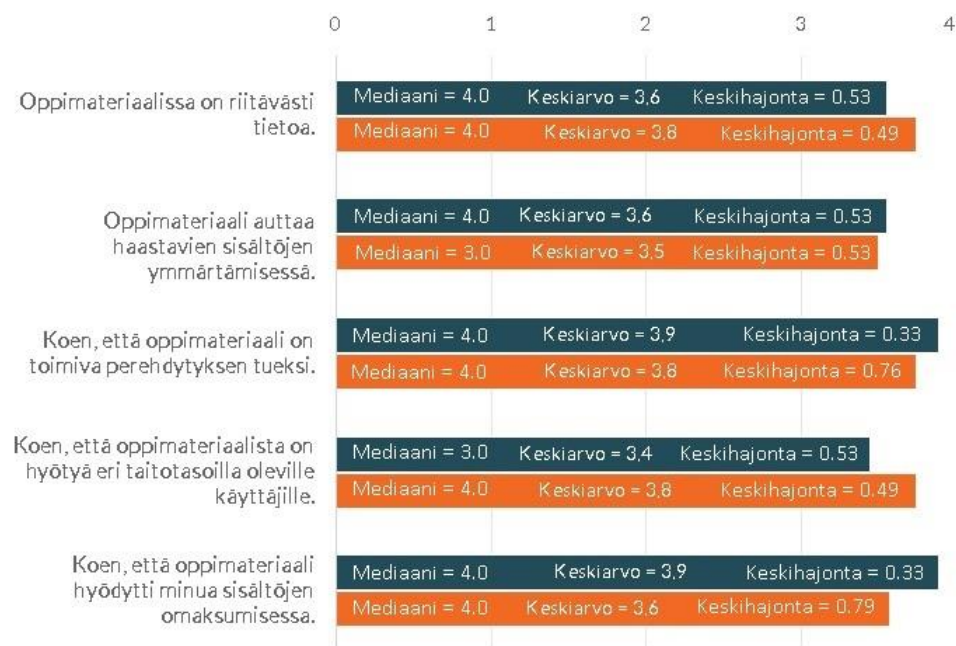 0 1 2 3 4
Oppimateriaalissa on riitävästi
tietoa.
Mediaani = 4.0 Keskiarvo = 3,6 Keskihajonta = 0.53
Mediaani = 4.0 Keskiarvo = 3,8 Keskihajonta = 0.49
Oppimateriaali auttaa
haastavien sisältöjen
ymmärtämisessä.
Mediaani = 4.0 Keskiarvo = 3,6 Keskihajonta = 0.53
Mediaani = 3.0 Keskiarvo = 3,5 Keskihajonta = 0.53
Koen, että oppimateriaali on
toimiva perehdytyksen tueksi.
Mediaani = 4.0 Keskiarvo = 3,9 Keskihajonta = 0.33
Mediaani = 4.0 Keskiarvo = 3,8 Keskihajonta = 0.76
Koen, että oppimateriaalista on
hyötyä eri taitotasoilla oleville
käyttäjille.
Mediaani = 3.0 Keskiarvo = 3,4 Keskihajonta = 0.53
Mediaani = 4.0 Keskiarvo = 3,8 Keskihajonta = 0.49
Koen, että oppimateriaali
hyödytti minua sisältöjen
omaksumisessa.
Mediaani = 4.0 Keskiarvo = 3,9 Keskihajonta = 0.33
Mediaani = 4.0 Keskiarvo = 3,6 Keskihajonta = 0.79